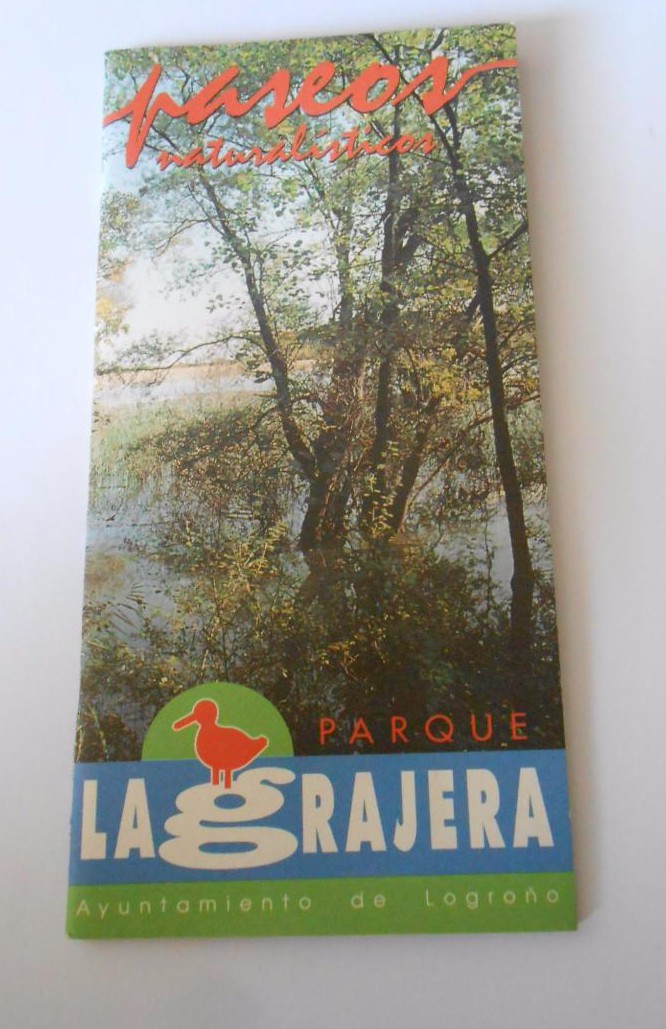 paseos
naturalísticos
PARQUE
LA gRAJERA
Ayuntamiento de Logroño